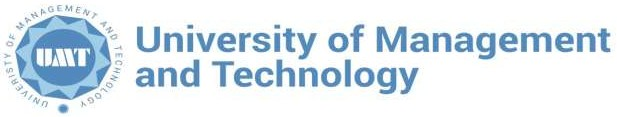 UNIVERSITY OF MANAGEMENT AND TECHNOLOGY
UMT
University of Management
and Technology